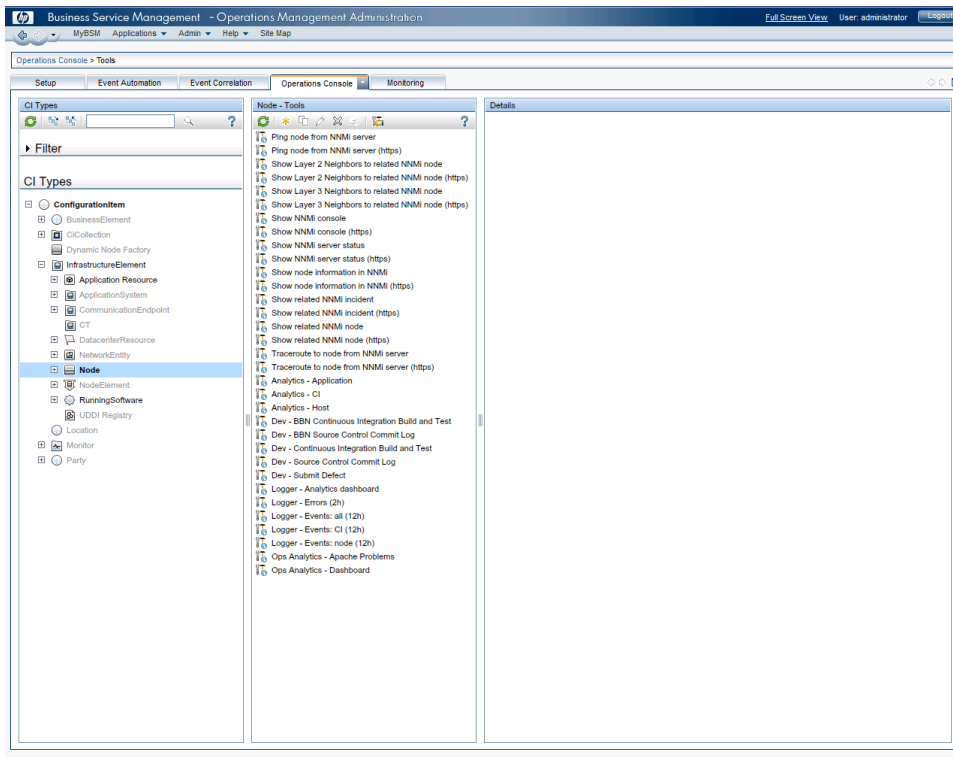 Business Service Management - Operations Management Administration
Full Screen View User: administrator Logout
MyBSM Applications Admin Help Site Map
Operations Console > Tools
Setup Event Automation Event Correlation Operations Console Monitoring
CI Types
Filter
CI Types
ConfigurationItem
BusinessElement
CiCollection
Dynamic Node Factory
InfrastructureElement
Application Resource
ApplicationSystem
CommunicationEndpoint
CT
DatacenterResource
NetworkEntity
Node
NodeElement
RunningSoftware
UDDI Registry
Location
Monitor
Party
Node - Tools
Ping node from NNMi server
Ping node from NNMi server (https)
Show Layer 2 Neighbors to related NNMi node
Show Layer 2 Neighbors to related NNMi node (https)
Show Layer 3 Neighbors to related NNMi node
Show Layer 3 Neighbors to related NNMi node (https)
Show NNMi console
Show NNMi console (https)
Show NNMi server status
Show NNMi server status (https)
Show node information in NNMi
Show node information in NNMi (https)
Show related NNMi incident
Show related NNMi incident (https)
Show related NNMi node
Show related NNMi node (https)
Traceroute to node from NNMi server
Traceroute to node from NNMi server (https)
Analytics - Application
Analytics - CI
Analytics - Host
Dev - BBN Continuous Integration Build and Test
Dev - BBN Source Control Commit Log
Dev - Continuous Integration Build and Test
Dev - Source Control Commit Log
Dev - Submit Defect
Logger - Analytics dashboard
Logger - Errors (2h)
Logger - Events: all (12h)
Logger - Events: CI (12h)
Logger - Events: node (12h)
Ops Analytics - Apache Problems
Ops Analytics - Dashboard
Details